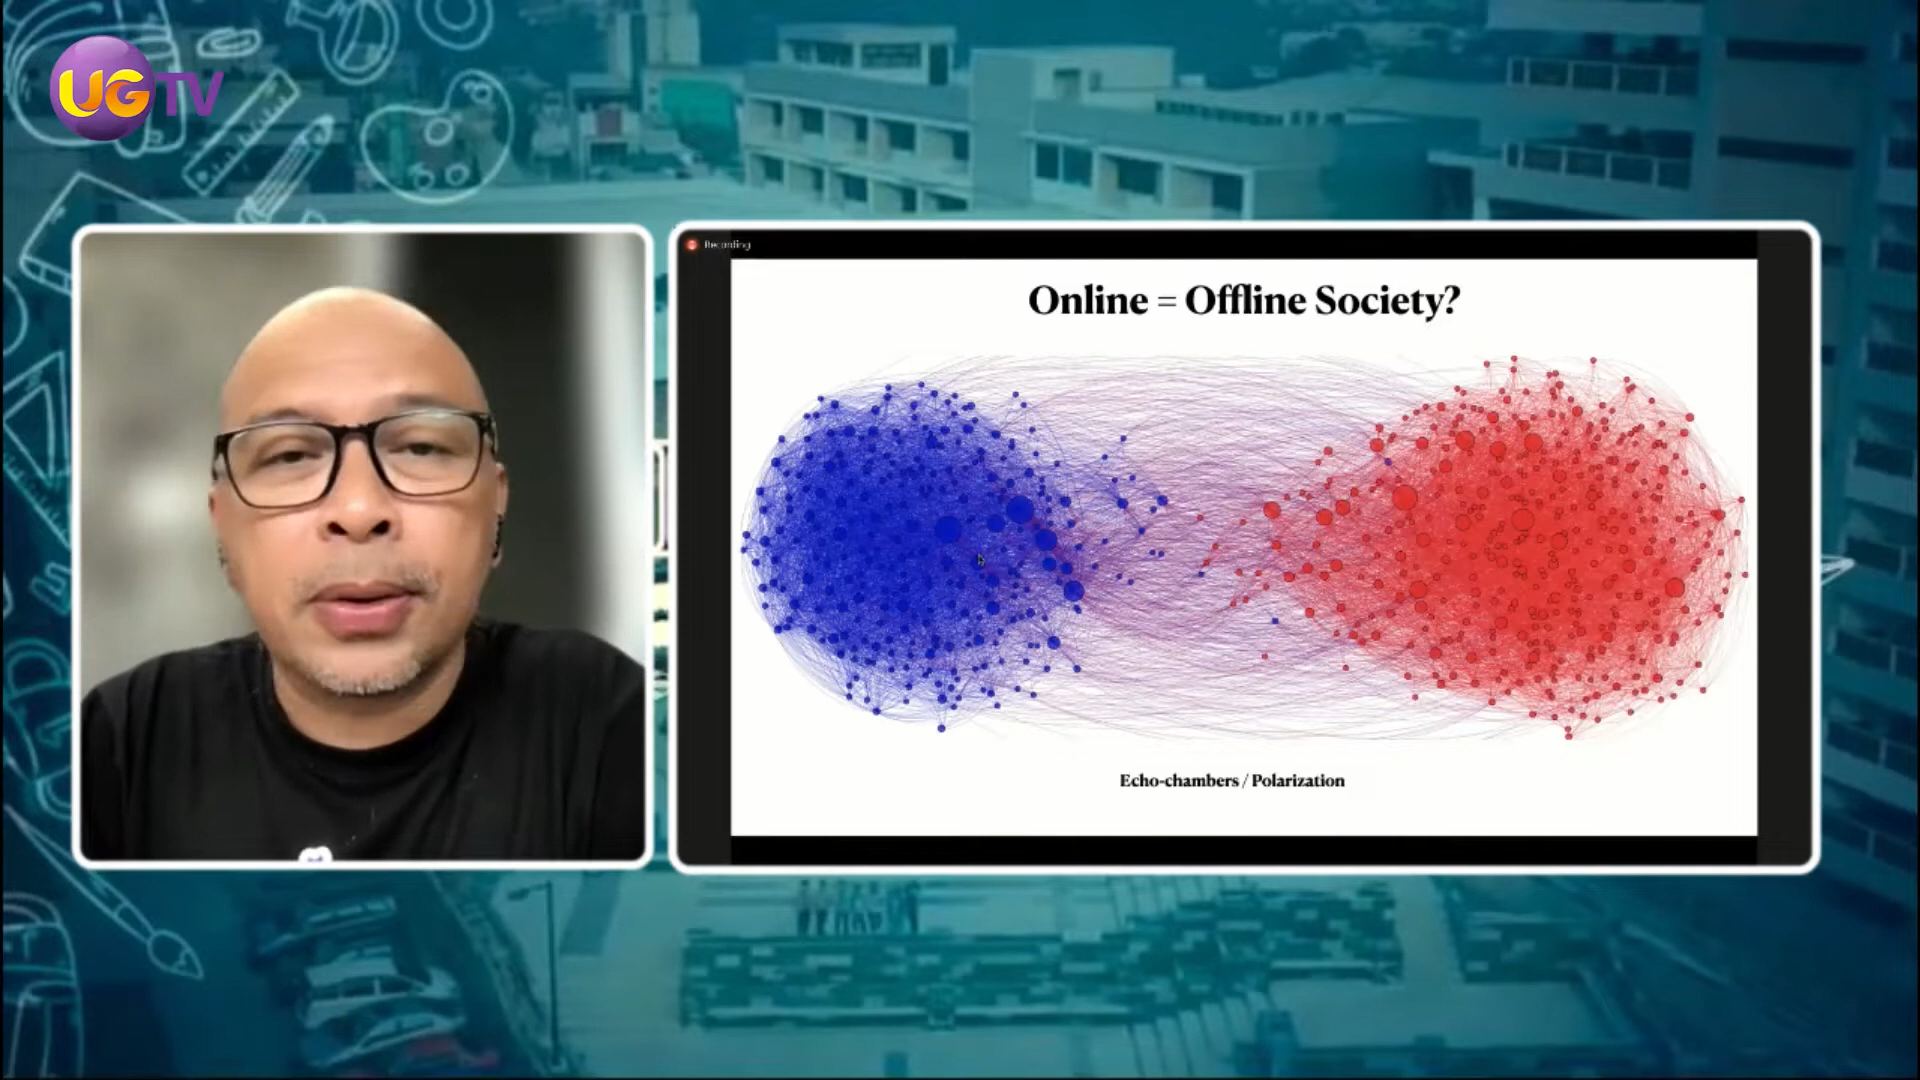 UGTV
Recording
Online = Offline Society?
Echo-chambers / Polarization